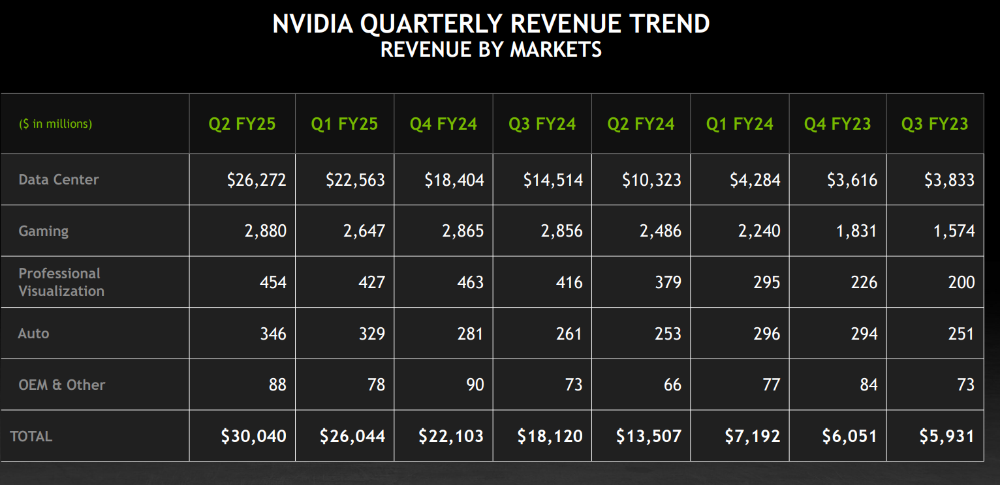 NVIDIA QUARTERLY REVENUE TREND
REVENUE BY MARKETS
($ in millions) Q2 FY25 Q1 FY25 Q4 FY24 Q3 FY24 Q2 FY24 Q1 FY24 Q4 FY23 Q3 FY23
Data Center $26,272 $22,563 $18,404 $14,514 $10,323 $4,284 $3,616 $3,833
Gaming 2,880 2,647 2,865 2,856 2,486 2,240 1,831 1,574
Professional
Visualization 454 427 463 416 379 295 226 200
Auto 346 329 281 261 253 296 294 251
OEM & Other 88 78 90 73 66 77 84 73
TOTAL $30,040 $26,044 $22,103 $18,120 $13,507 $7,192 $6,051 $5,931